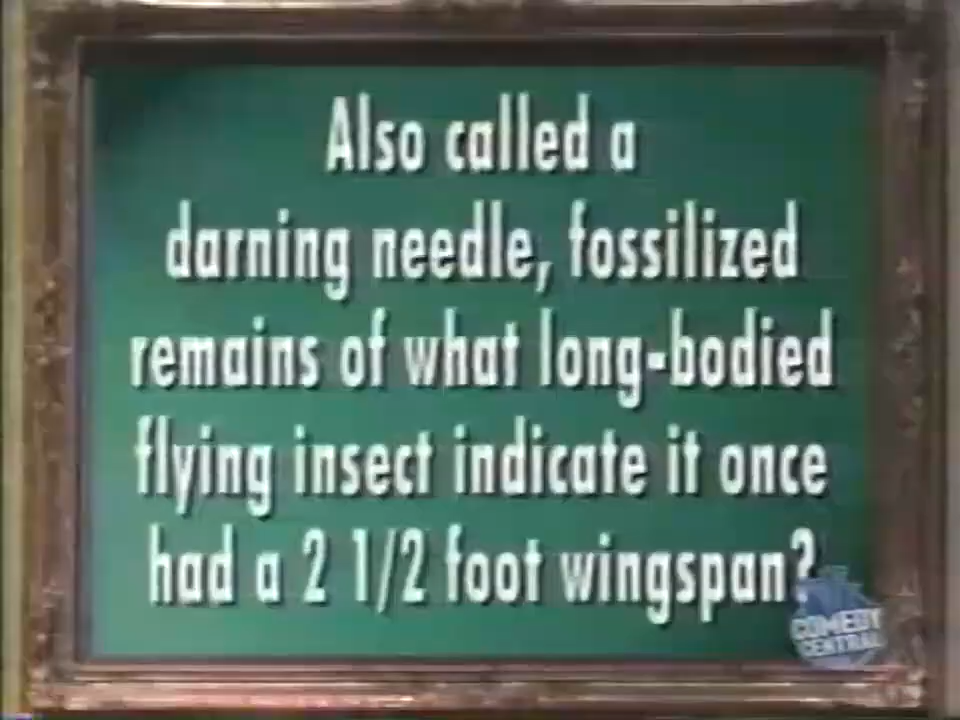 Also called a
darning needle, fossilized
remains of what long-bodied
flying insect indicate it once
had a 2 1/2 foot wingspan?
COMEDY
CENTRAL